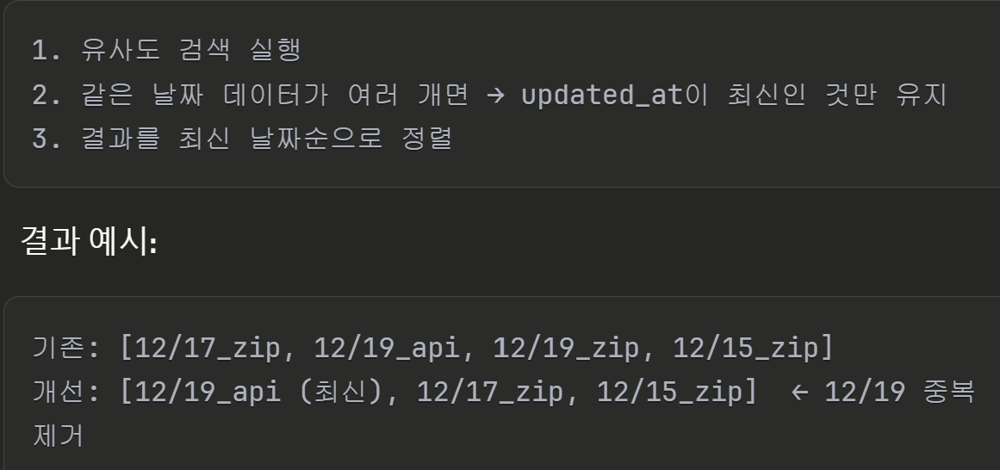 1. 유사도 검색 실행
2. 같은 날짜 데이터가 여러 개면 → updated_at이 최신인 것만 유지
3. 결과를 최신 날짜순으로 정렬
결과 예시:
기존: [12/17_zip, 12/19_api, 12/19_zip, 12/15_zip]
개선: [12/19_api (최신), 12/17_zip, 12/15_zip]  ← 12/19 중복
제거